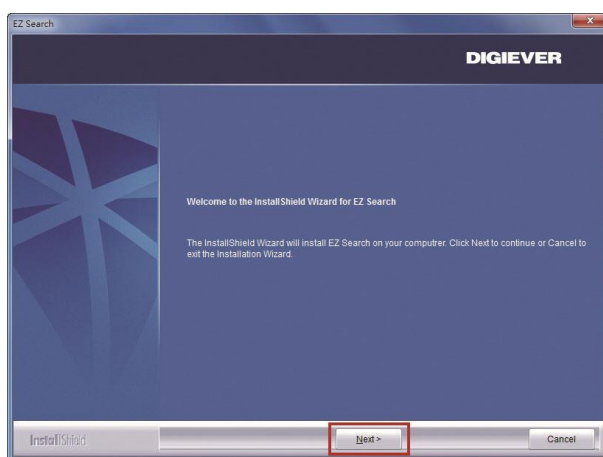 EZ Search
DIGIEVER
Welcome to the InstallShield Wizard for EZ Search
The InstallShield Wizard will install EZ Search on your computrer. Click Next to continue or Cancel to
exit the Installation Wizard.
InstallShield
Next >
Cancel